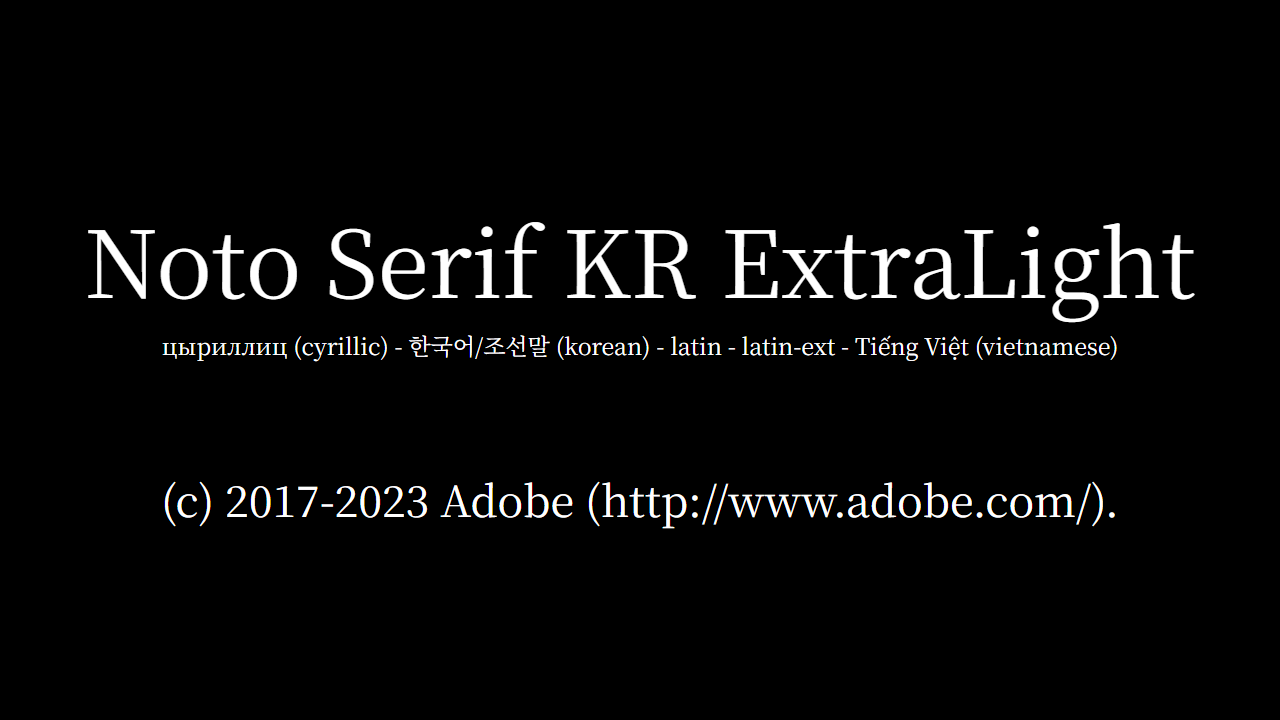 Noto Serif KR ExtraLight
цыриллиц (cyrillic) - 한국어/조선말 (korean) - latin - latin-ext - Tiếng Việt (vietnamese)
(c) 2017-2023 Adobe (http://www.adobe.com/).